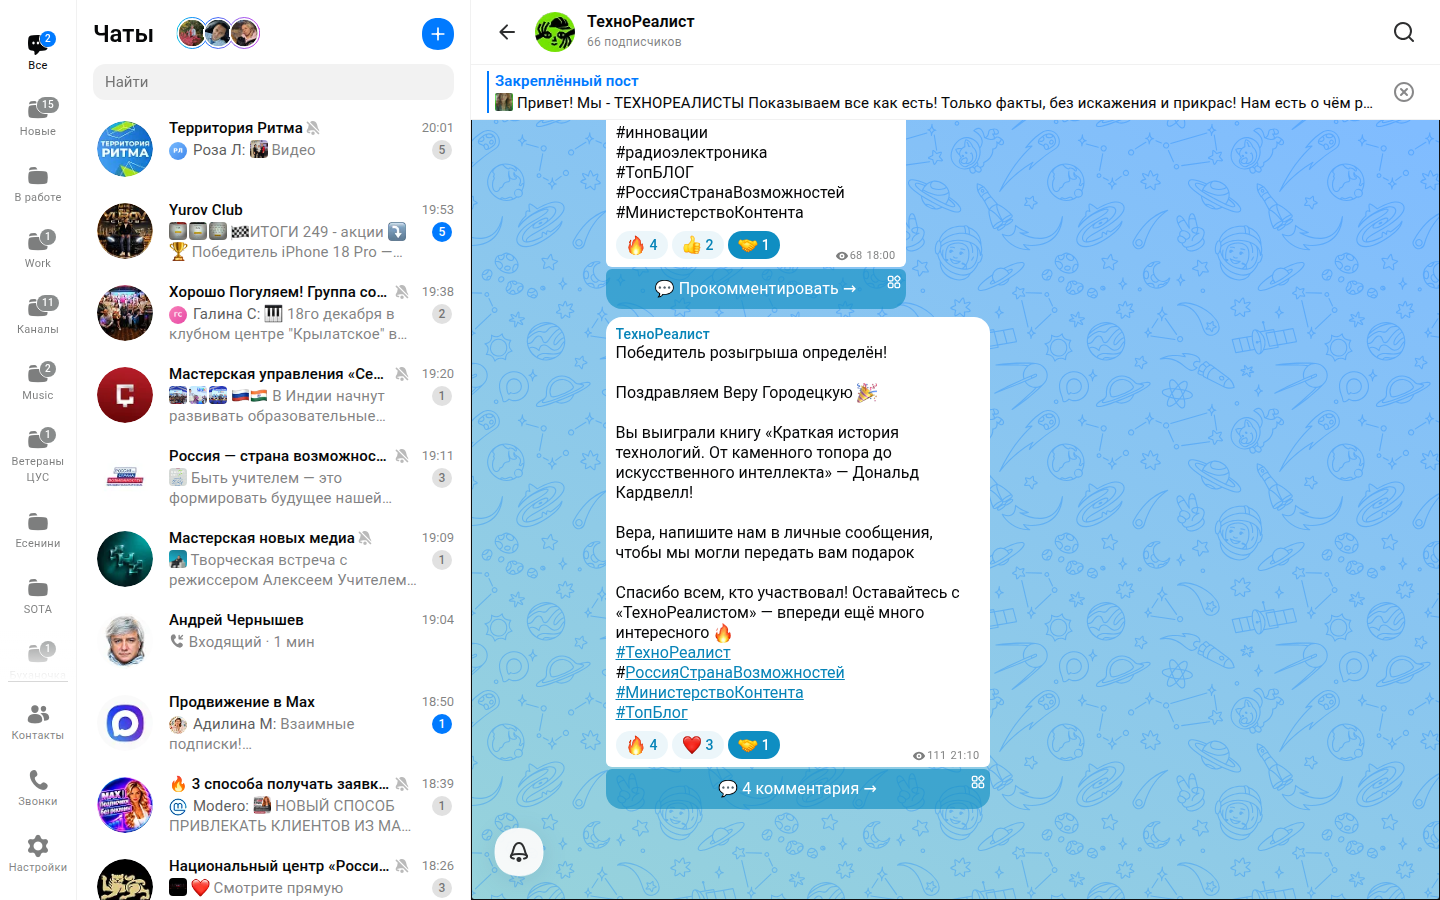 2
Все
15
Новые
В работе
1
Work
11
Каналы
2
Music
1
Ветераны
ЦУС
Есенини
SOTA
1
Контакты
Звонки
Настройки
Чаты
Найти
Территория Ритма 20:01
Роза Л: Видео 5
Yurov Club 19:53
ИТОГИ 249 - акции 5
Победитель iPhone 18 Pro —...
Хорошо Погуляем! Группа со... 19:38
Галина С: 18го декабря в 2
клубном центре "Крылатское" в...
Мастерская управления «Се... 19:20
В Индии начнут 1
развивать образовательные...
Россия — страна возможнос... 19:11
Быть учителем — это 3
формировать будущее нашей...
Мастерская новых медиа 19:09
Творческая встреча с 1
режиссером Алексеем Учителем...
Андрей Чернышев 19:04
Входящий · 1 мин
Продвижение в Max 18:50
Адилина М: Взаимные 1
подписки!...
🔥 3 способа получать заявк... 18:39
Modero: НОВЫЙ СПОСОБ 1
ПРИВЛЕКАТЬ КЛИЕНТОВ ИЗ МА...
Национальный центр «Росси... 18:26
❤️ Смотрите прямую 3
ТехноРеалист
66 подписчиков
Закреплённый пост
Привет! Мы - ТЕХНОРЕАЛИСТЫ Показываем все как есть! Только факты, без искажения и прикрас! Нам есть о чём р...
#инновации
#радиоэлектроника
#ТопБЛОГ
#РоссияСтранаВозможностей
#МинистерствоКонтента
🔥 4 👍 2 🤝 1
68 18:00
💬 Прокомментировать →
ТехноРеалист
Победитель розыгрыша определён!
Поздравляем Веру Городецкую 🎉
Вы выиграли книгу «Краткая история
технологий. От каменного топора до
искусственного интеллекта» — Дональд
Кардвелл!
Вера, напишите нам в личные сообщения,
чтобы мы могли передать вам подарок
Спасибо всем, кто участвовал! Оставайтесь с
«ТехноРеалистом» — впереди ещё много
интересного 🔥
#ТехноРеалист
#РоссияСтранаВозможностей
#МинистерствоКонтента
#ТопБлог
🔥 4 ❤️ 3 🤝 1
111 21:10
💬 4 комментария →